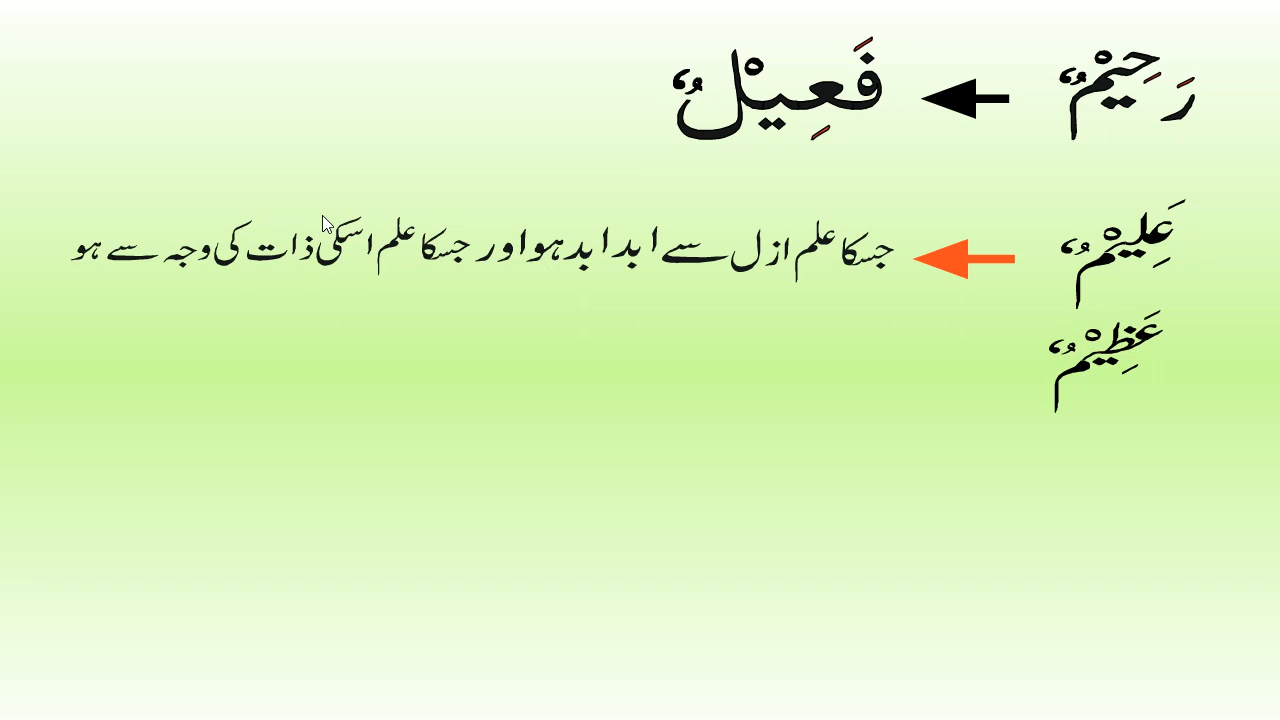 رَحِيْمٌ ← فَعِيْلٌ
عَلِيْمٌ ← جسکا علم ازل سے ابد ابد ہو اور جسکا علم اسکی ذات کی وجہ سے ہو
عَظِيْمٌ